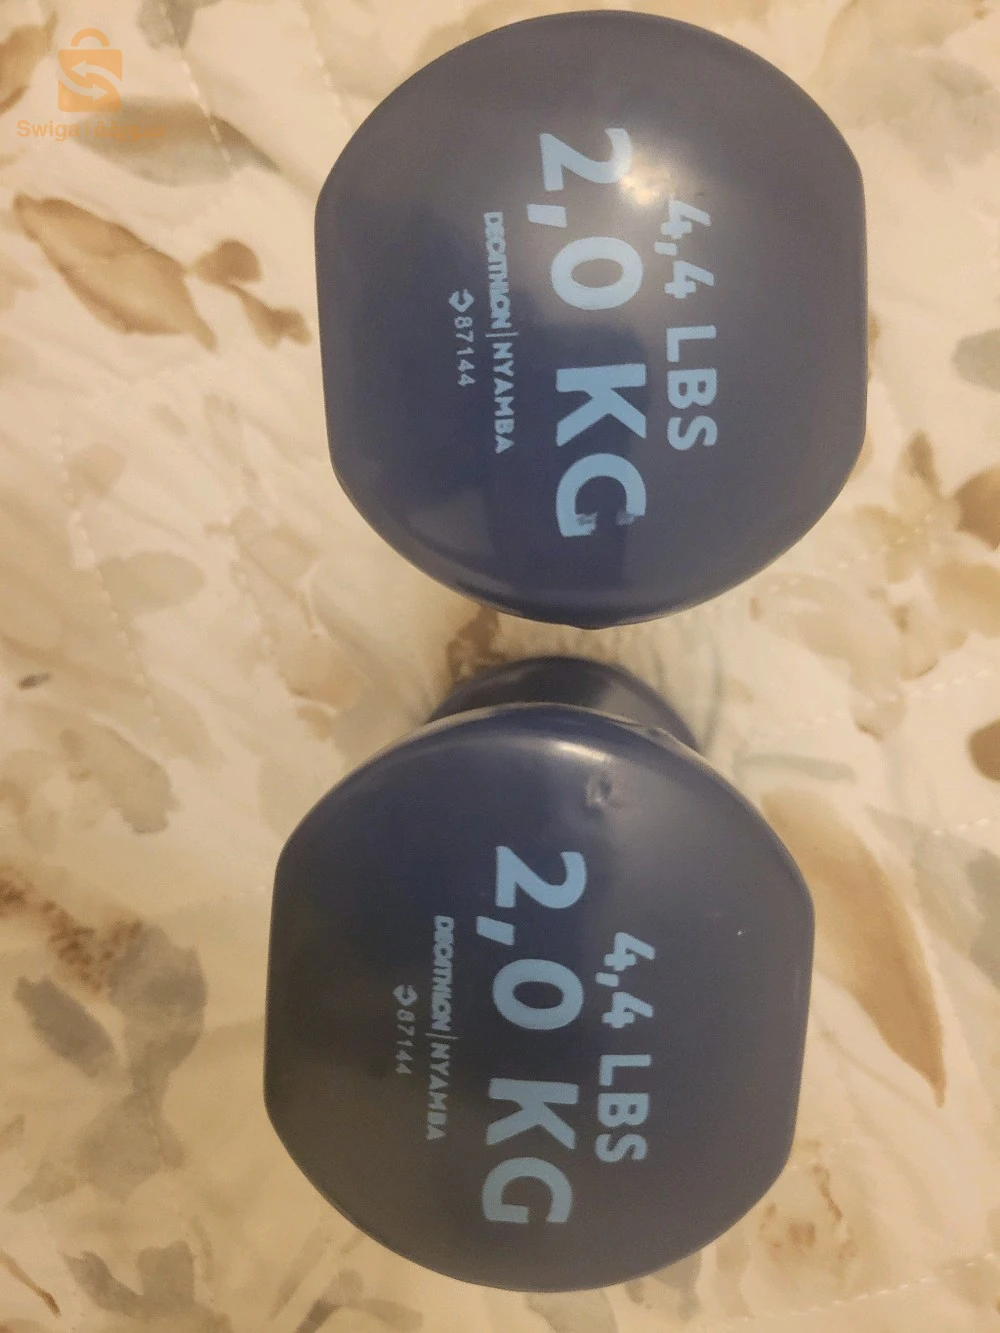 4,4 LBS
2,0 KG
DECATHLON | NYAMBA
87144
4,4 LBS
2,0 KG
DECATHLON | NYAMBA
87144